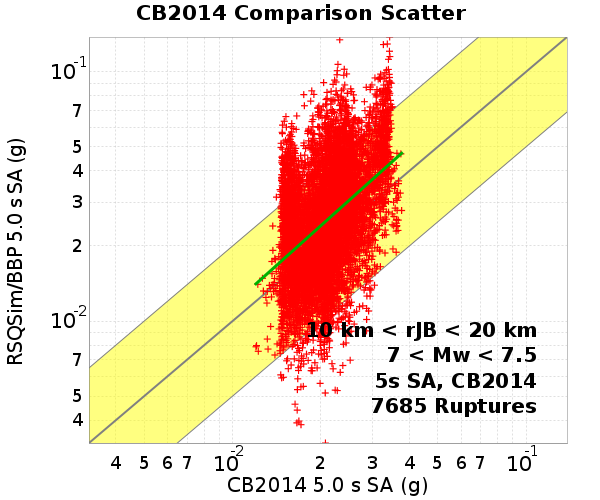 CB2014 Comparison Scatter
RSQSim/BBP 5.0 s SA (g)
10-1
7
5
4
3
2
10-2
7
5
4
10 km < rJB < 20 km
7 < Mw < 7.5
5s SA, CB2014
7685 Ruptures
4 5 6 7 10-2 2 3 4 5 6 7 10-1
CB2014 5.0 s SA (g)